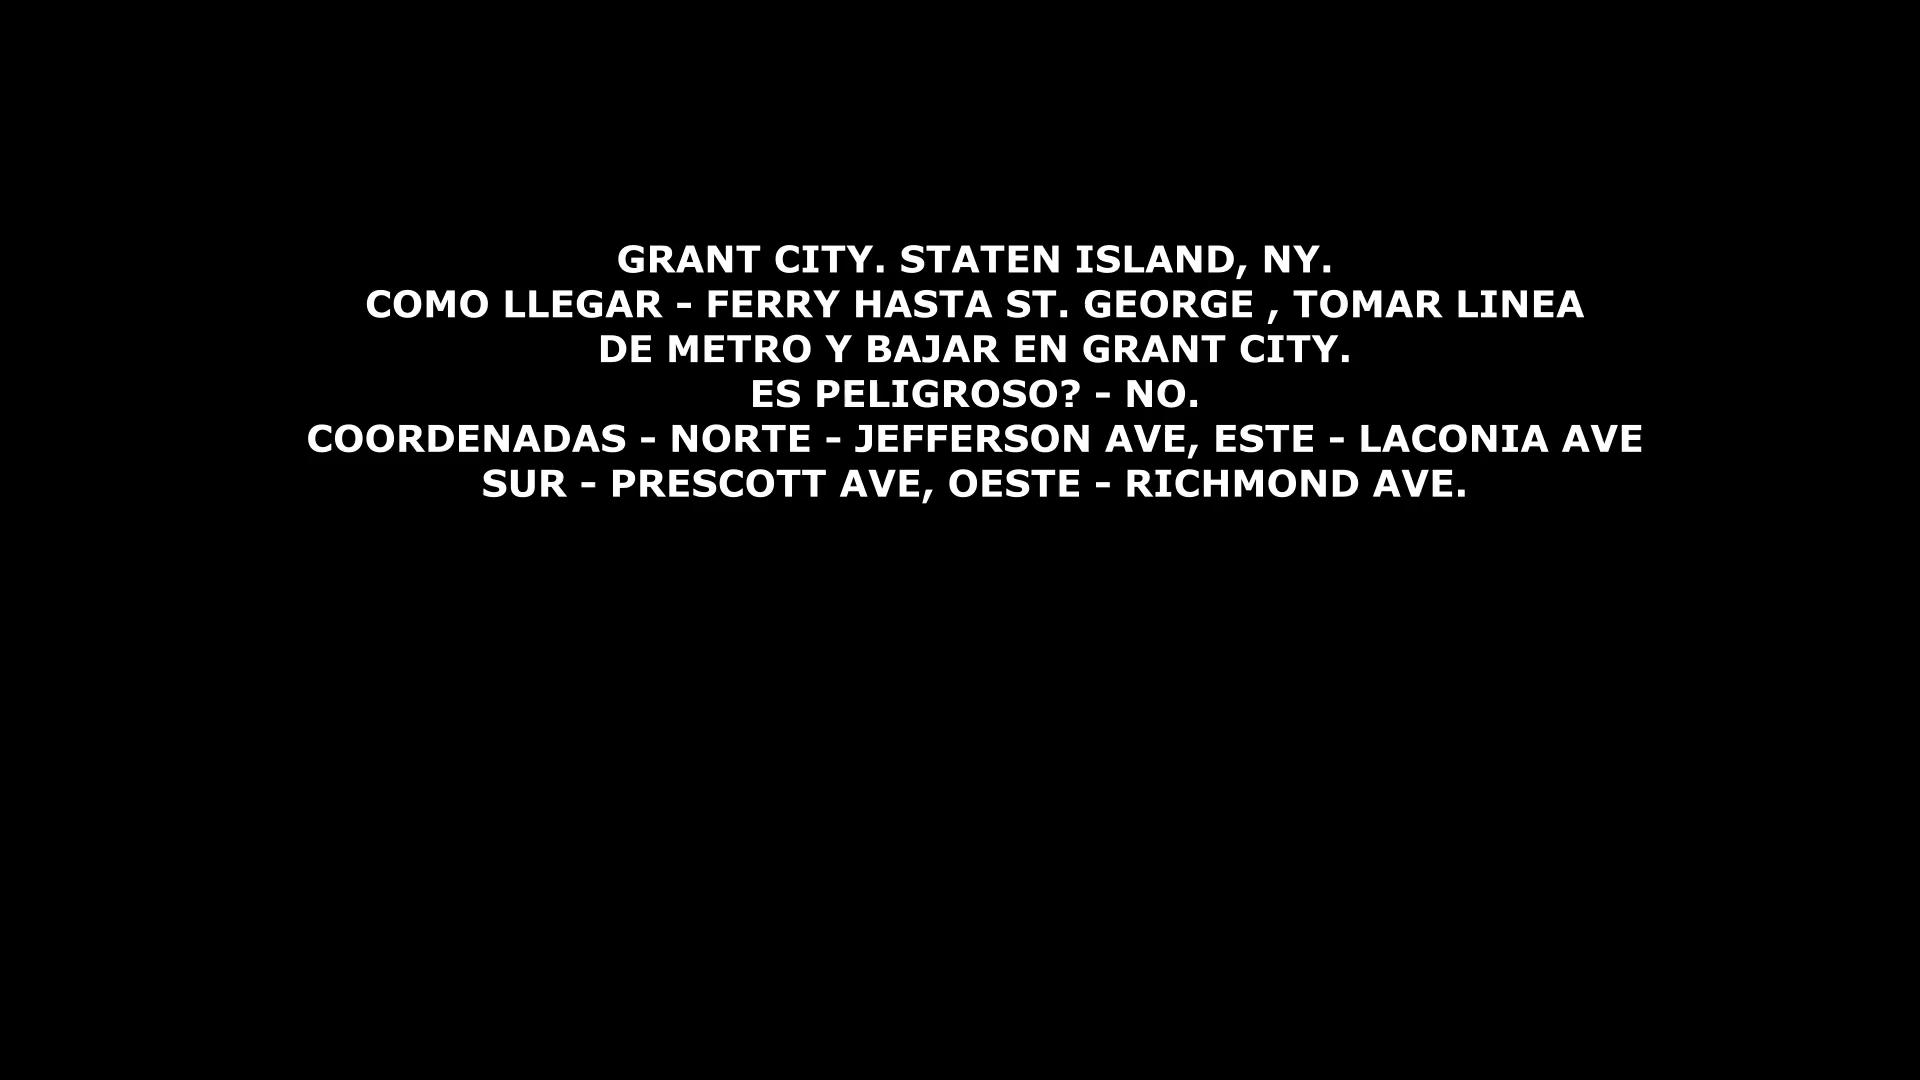 GRANT CITY. STATEN ISLAND, NY.
COMO LLEGAR - FERRY HASTA ST. GEORGE , TOMAR LINEA
DE METRO Y BAJAR EN GRANT CITY.
ES PELIGROSO? - NO.
COORDENADAS - NORTE - JEFFERSON AVE, ESTE - LACONIA AVE
SUR - PRESCOTT AVE, OESTE - RICHMOND AVE.